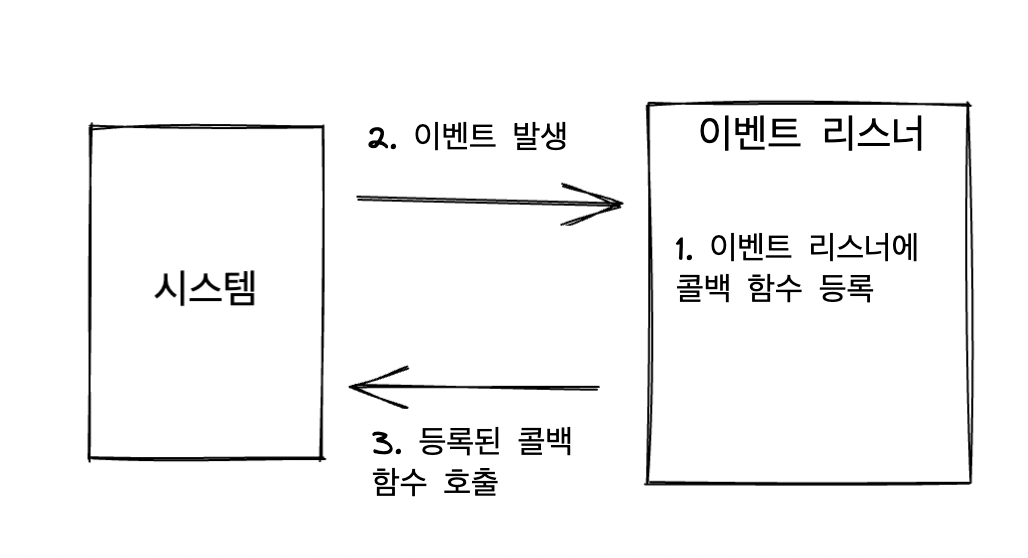 이벤트 리스너
2. 이벤트 발생
1. 이벤트 리스너에
콜백 함수 등록
시스템
3. 등록된 콜백
함수 호출